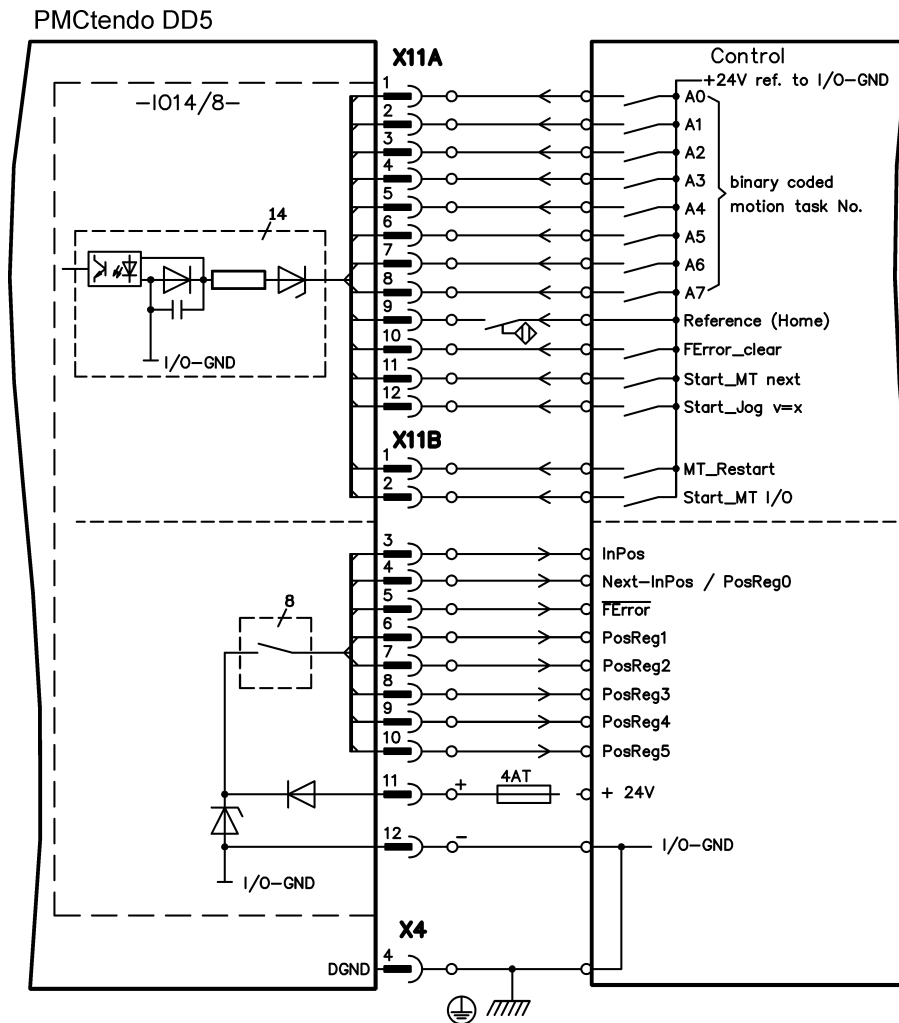 PMCtendo DD5
X11A
Control
+24V ref. to I/O-GND
-IO14/8-
1
A0
2
A1
3
A2
4
A3
binary coded
motion task No.
5
A4
14
6
A5
7
A6
8
A7
9
Reference (Home)
10
FError_clear
I/O-GND
11
Start_MT next
12
Start_Jog v=x
X11B
1
MT_Restart
2
Start_MT I/O
3
InPos
4
Next-InPos / PosReg0
5
FError
8
6
PosReg1
7
PosReg2
8
PosReg3
9
PosReg4
10
PosReg5
11
+
4AT
+ 24V
12
-
I/O-GND
I/O-GND
X4
DGND
4